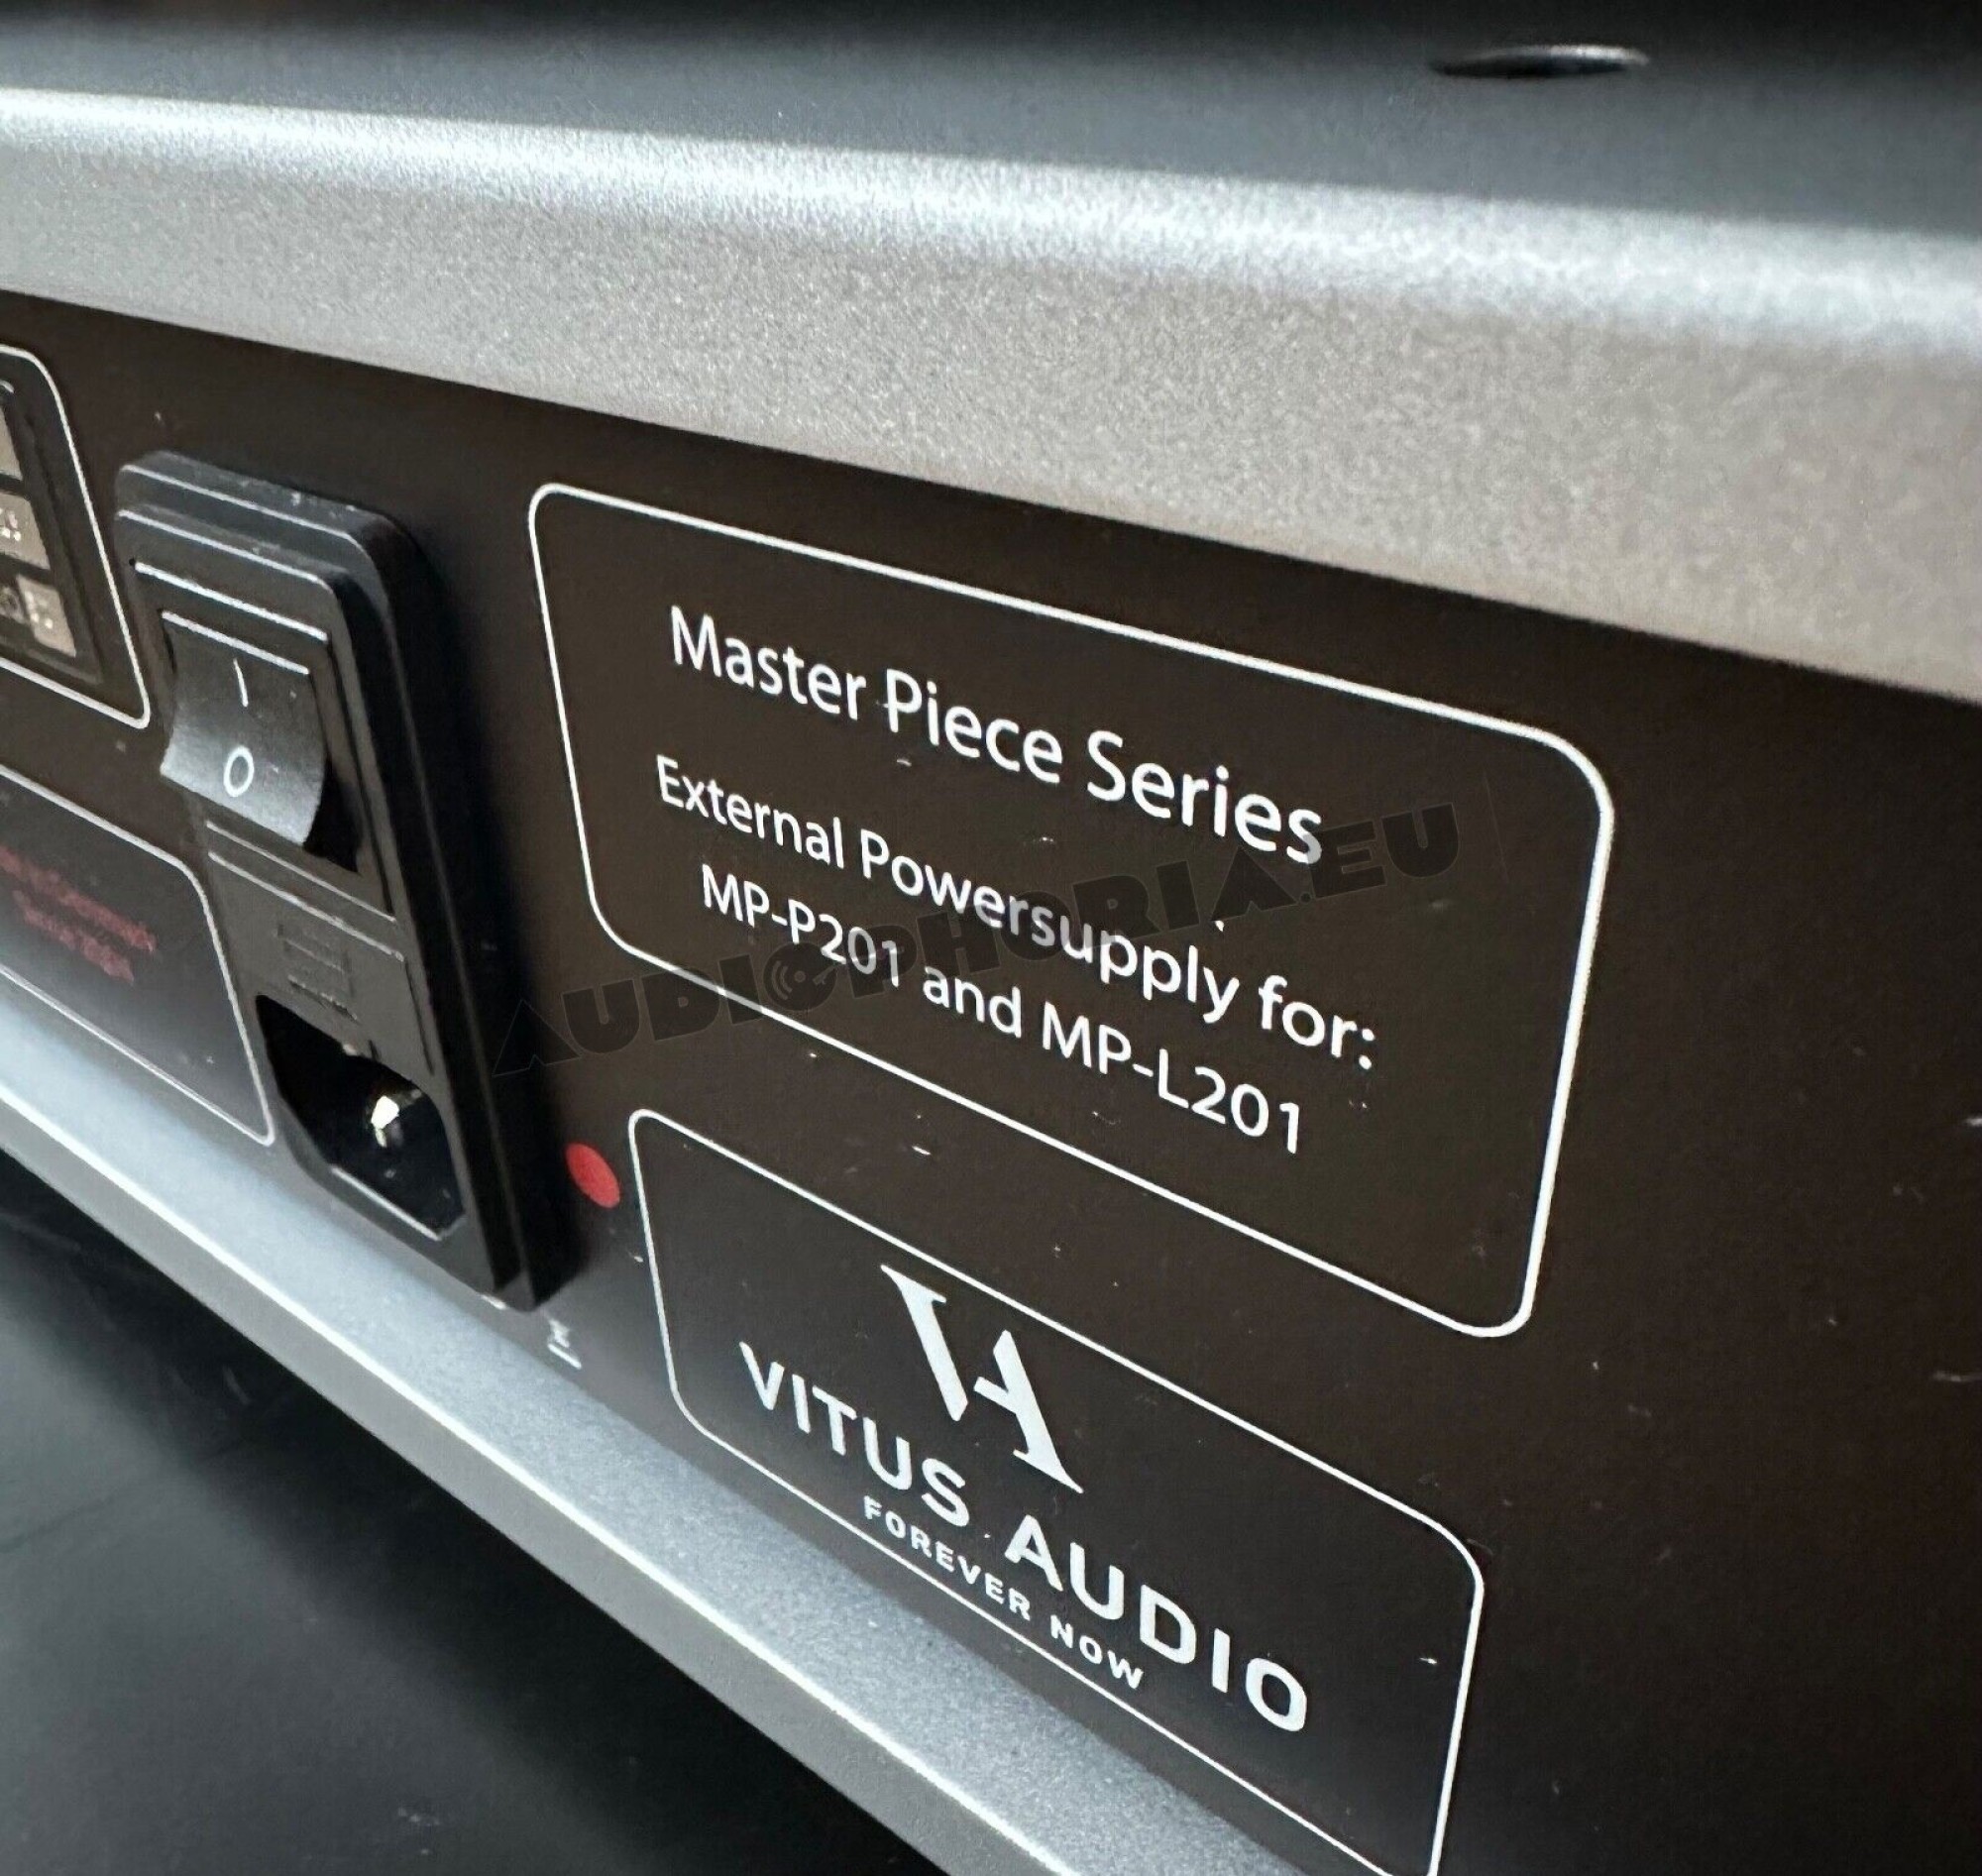 I
O
Master Piece Series
External Powersupply for:
MP-P201 and MP-L201
AUDIOPHORIA.EU
VA
VITUS AUDIO
FOREVER NOW